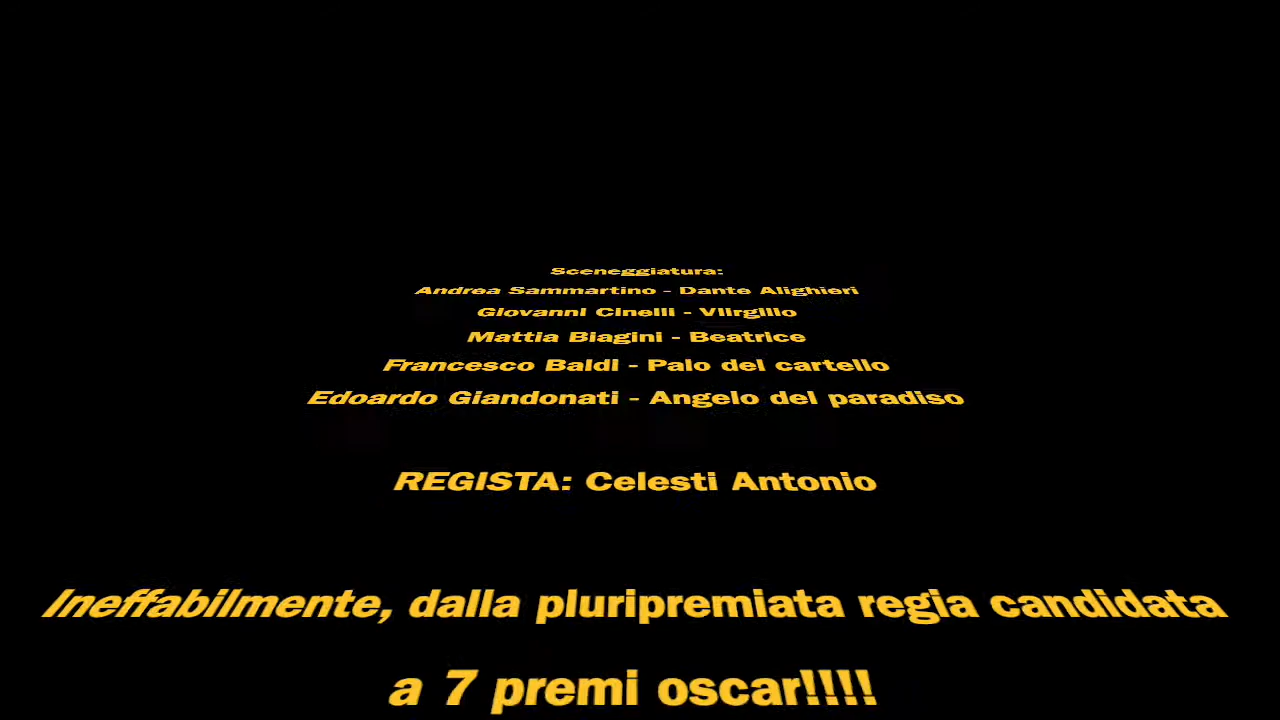 Sceneggiatura:
Andrea Sammartino - Dante Alighieri
Giovanni Cinelli - Viirgilio
Mattia Biagini - Beatrice
Francesco Baldi - Palo del cartello
Edoardo Giandonati - Angelo del paradiso
REGISTA: Celesti Antonio
Ineffabilmente, dalla pluripremiata regia candidata
a 7 premi oscar!!!!